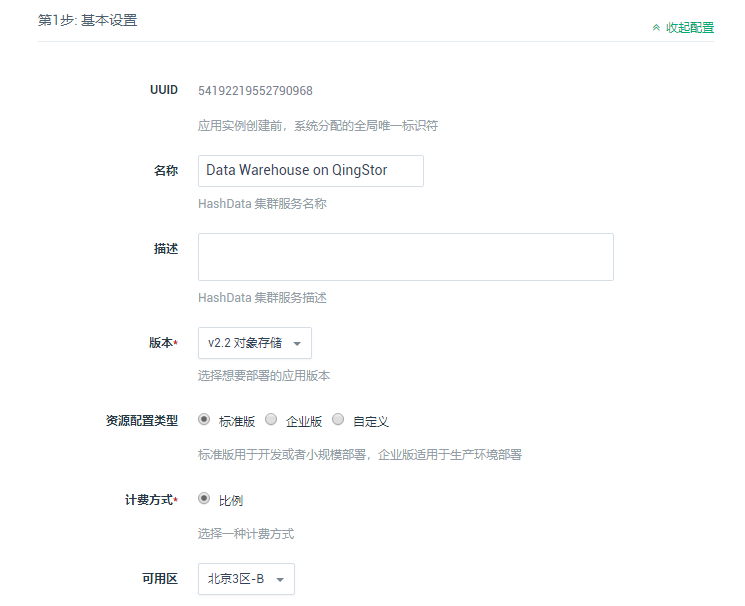 第1步: 基本设置
收起配置
UUID 54192219552790968
应用实例创建前，系统分配的全局唯一标识符
名称 Data Warehouse on QingStor
HashData 集群服务名称
描述
HashData 集群服务描述
版本* v2.2 对象存储
选择想要部署的应用版本
资源配置类型 标准版 企业版 自定义
标准版用于开发或者小规模部署，企业版适用于生产环境部署
计费方式* 比例
选择一种计费方式
可用区 北京3区-B